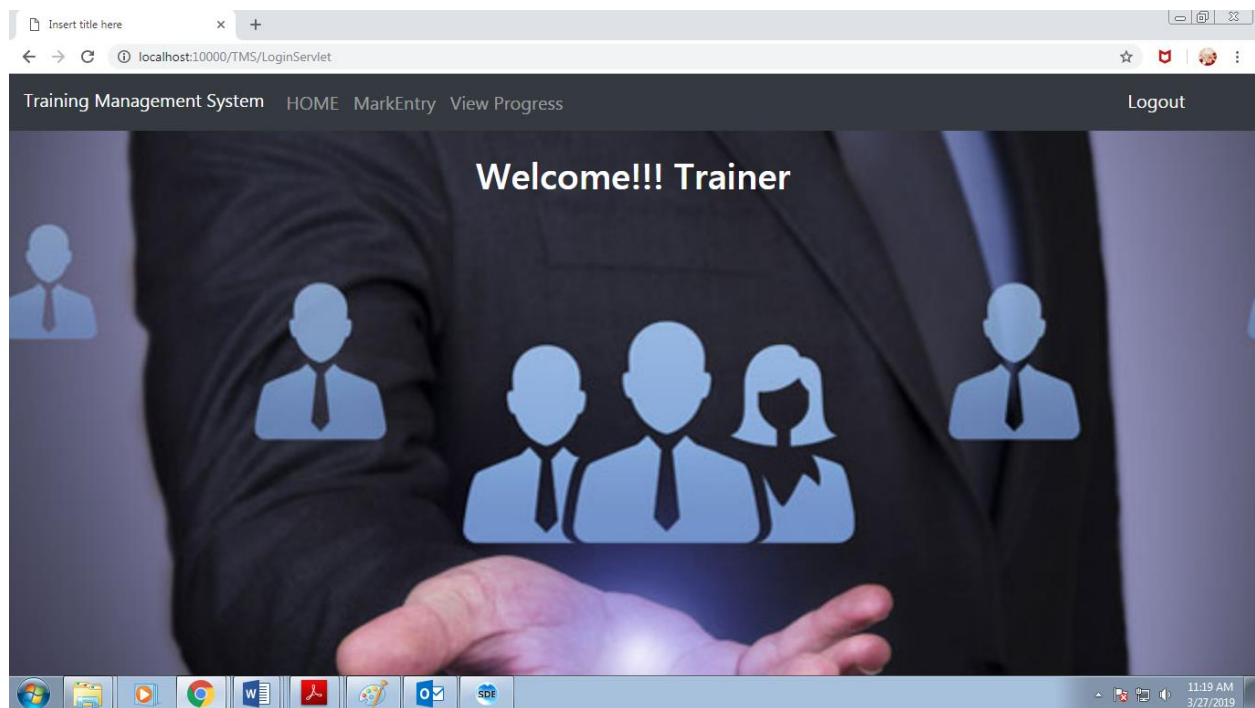 Insert title here
localhost:10000/TMS/LoginServlet
Training Management System HOME MarkEntry View Progress Logout
Welcome!!! Trainer
SDE
11:19 AM
3/27/2019